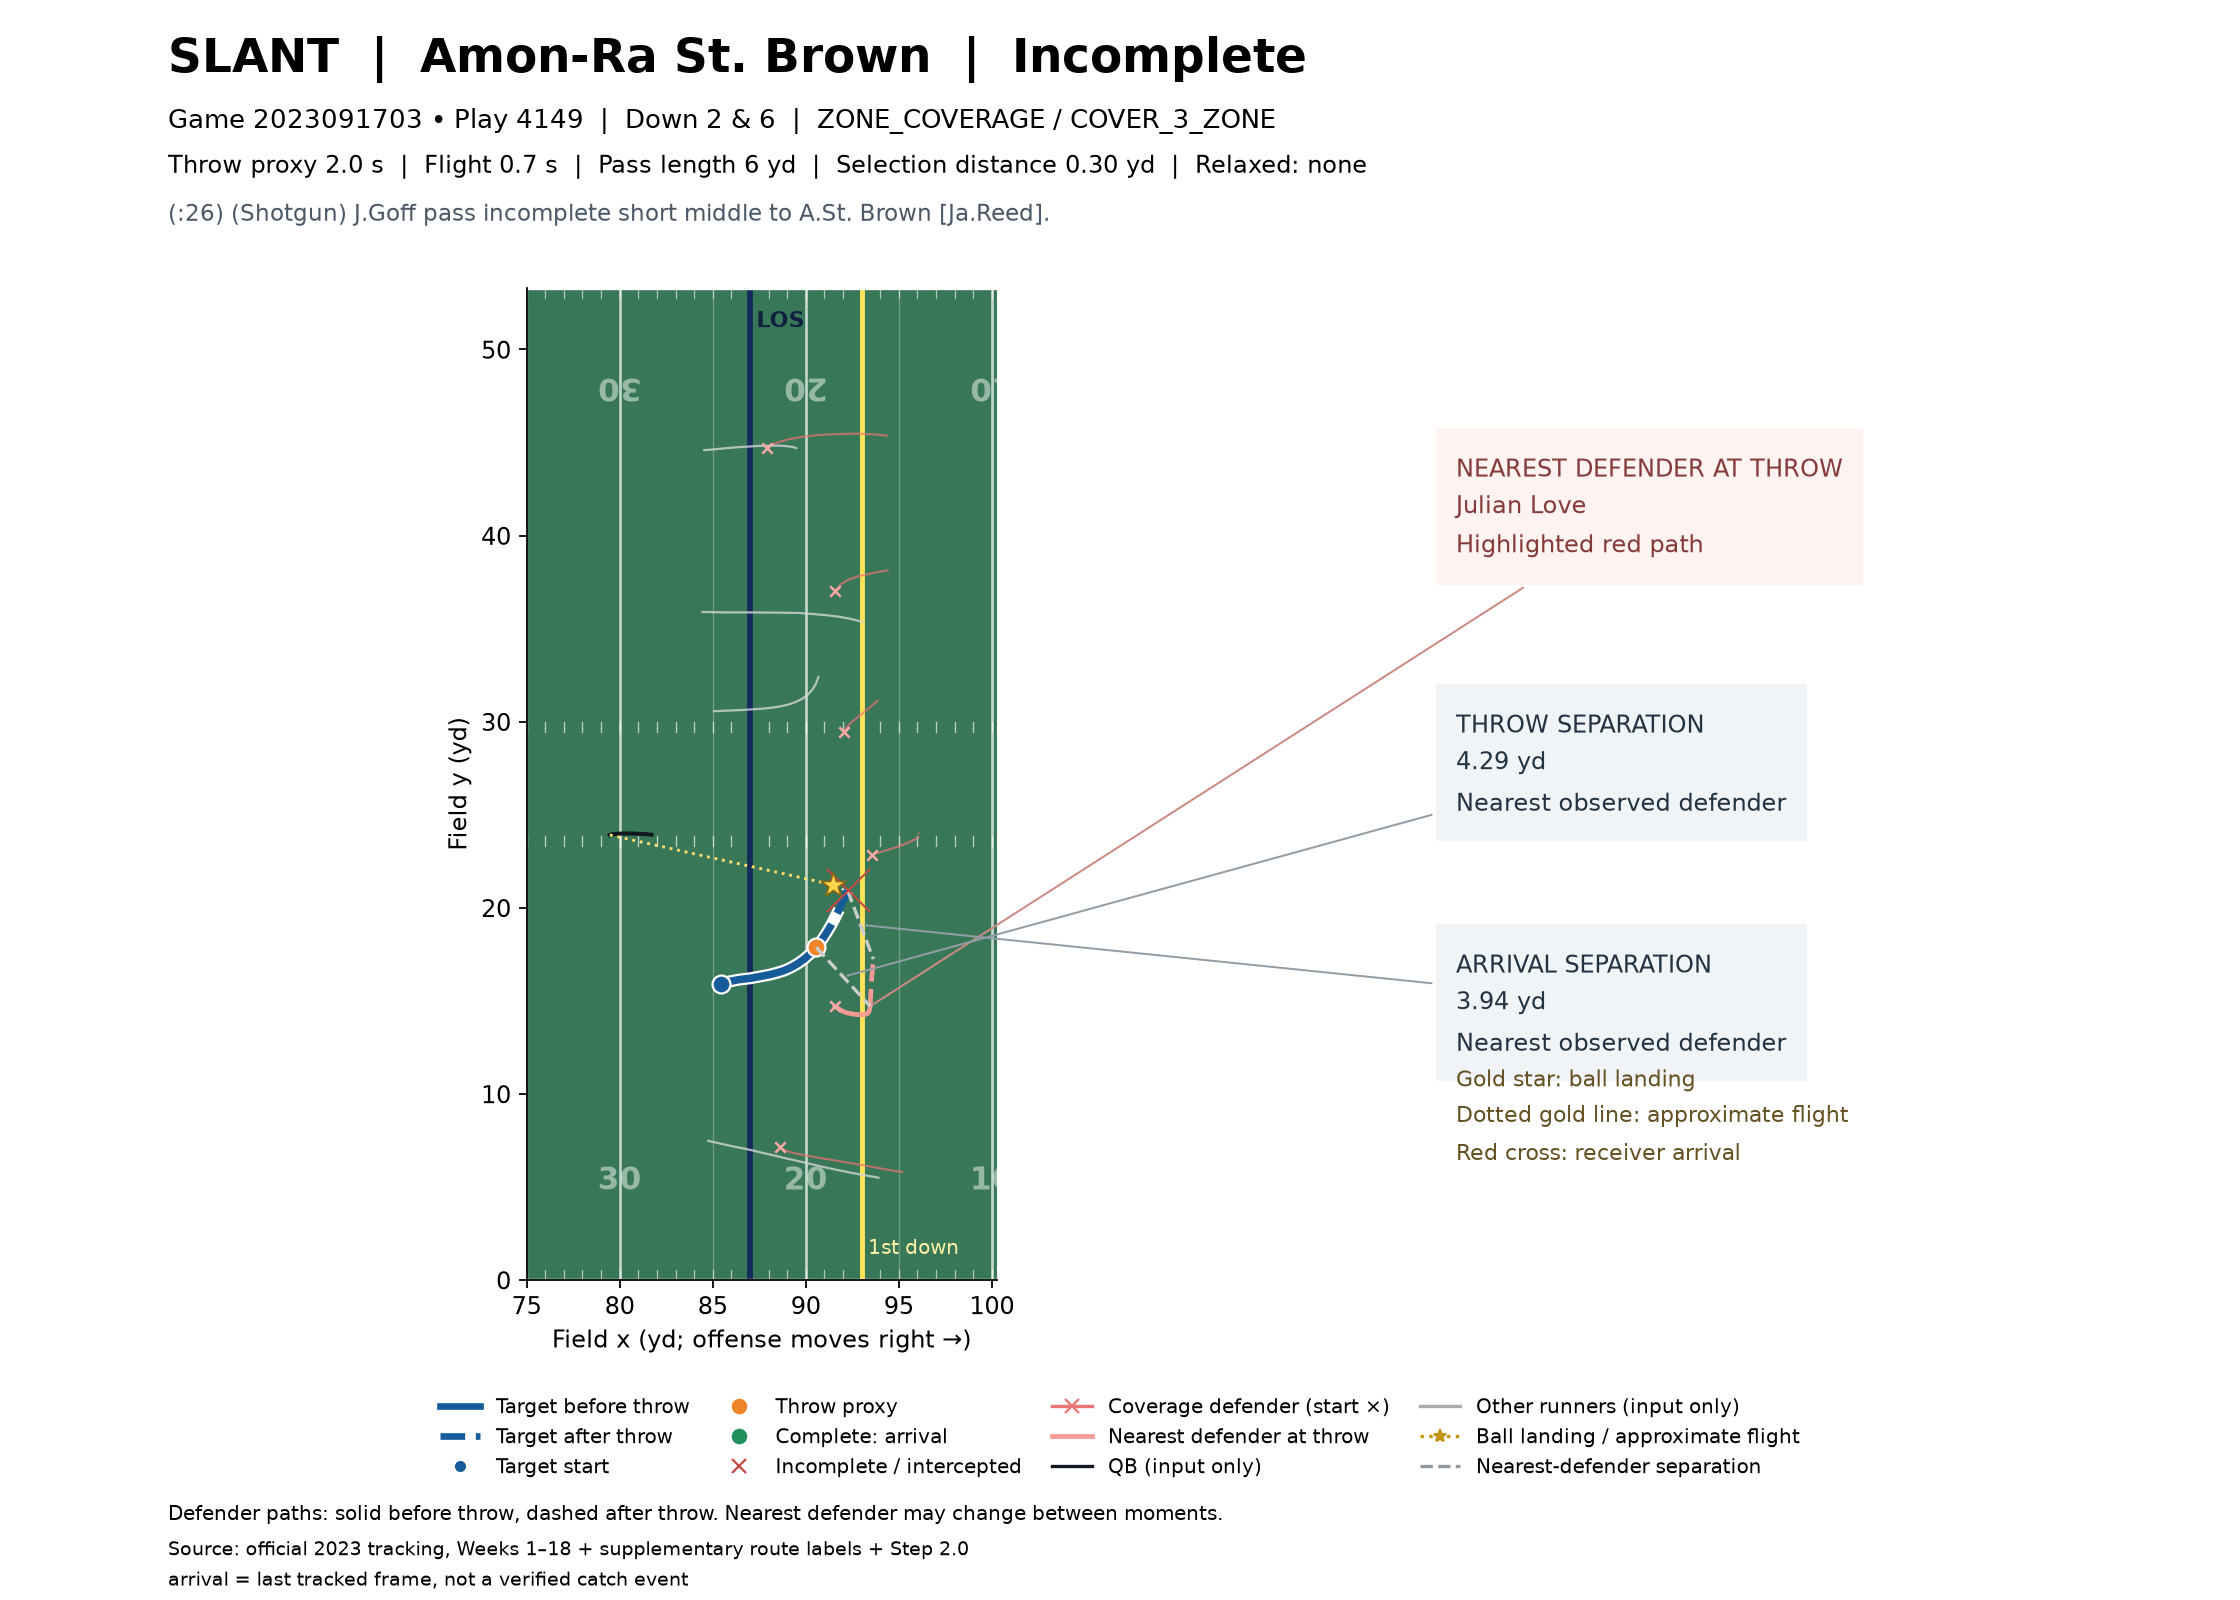 SLANT | Amon-Ra St. Brown | Incomplete
Game 2023091703 • Play 4149 | Down 2 & 6 | ZONE_COVERAGE / COVER_3_ZONE
Throw proxy 2.0 s | Flight 0.7 s | Pass length 6 yd | Selection distance 0.30 yd | Relaxed: none
(:26) (Shotgun) J.Goff pass incomplete short middle to A.St. Brown [Ja.Reed].
LOS
50
40
30
20
10
0
Field y (yd)
30 20 0
30 20 10
1st down
75 80 85 90 95 100
Field x (yd; offense moves right →)
NEAREST DEFENDER AT THROW
Julian Love
Highlighted red path
THROW SEPARATION
4.29 yd
Nearest observed defender
ARRIVAL SEPARATION
3.94 yd
Nearest observed defender
Gold star: ball landing
Dotted gold line: approximate flight
Red cross: receiver arrival
Target before throw
Target after throw
Target start
Throw proxy
Complete: arrival
Incomplete / intercepted
Coverage defender (start ×)
Nearest defender at throw
QB (input only)
Other runners (input only)
Ball landing / approximate flight
Nearest-defender separation
Defender paths: solid before throw, dashed after throw. Nearest defender may change between moments.
Source: official 2023 tracking, Weeks 1–18 + supplementary route labels + Step 2.0
arrival = last tracked frame, not a verified catch event